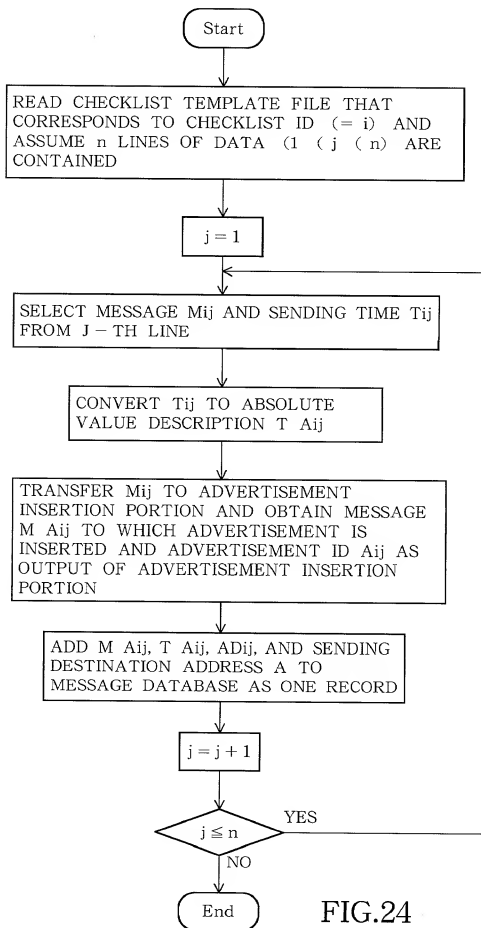 Start
READ CHECKLIST TEMPLATE FILE THAT
CORRESPONDS TO CHECKLIST ID (= i) AND
ASSUME n LINES OF DATA (1 ( j ( n) ARE
CONTAINED
j = 1
SELECT MESSAGE Mij AND SENDING TIME Tij
FROM J - TH LINE
CONVERT Tij TO ABSOLUTE
VALUE DESCRIPTION T Aij
TRANSFER Mij TO ADVERTISEMENT
INSERTION PORTION AND OBTAIN MESSAGE
M Aij TO WHICH ADVERTISEMENT IS
INSERTED AND ADVERTISEMENT ID Aij AS
OUTPUT OF ADVERTISEMENT INSERTION
PORTION
ADD M Aij, T Aij, ADij, AND SENDING
DESTINATION ADDRESS A TO
MESSAGE DATABASE AS ONE RECORD
j = j + 1
j ≦ n
YES
NO
End
FIG.24